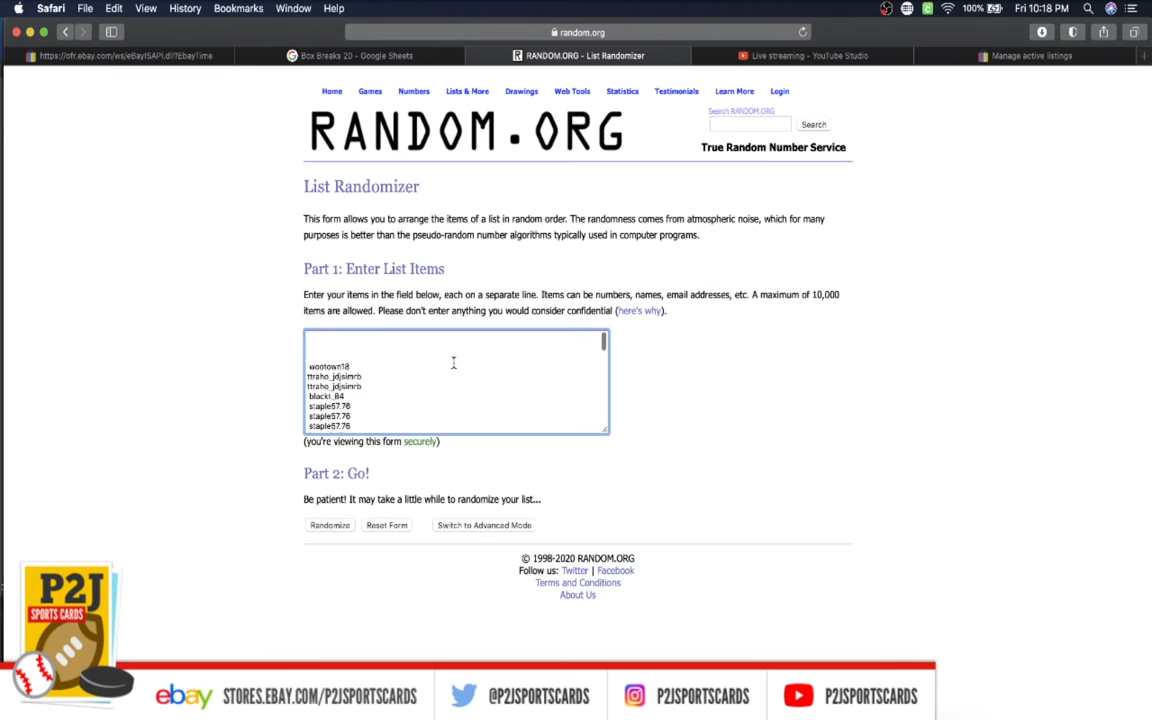 Safari File Edit View History Bookmarks Window Help
100% Fri 10:18 PM
random.org
https://ofr.ebay.com/ws/eBayISAPI.dll?EbayTime
Box Breaks 20 - Google Sheets
RANDOM.ORG - List Randomizer
Live streaming - YouTube Studio
Manage active listings
Home Games Numbers Lists & More Drawings Web Tools Statistics Testimonials Learn More Login
RANDOM.ORG
Search RANDOM.ORG
Search
True Random Number Service
List Randomizer
This form allows you to arrange the items of a list in random order. The randomness comes from atmospheric noise, which for many
purposes is better than the pseudo-random number algorithms typically used in computer programs.
Part 1: Enter List Items
Enter your items in the field below, each on a separate line. Items can be numbers, names, email addresses, etc. A maximum of 10,000
items are allowed. Please don't enter anything you would consider confidential (here's why).
wootown18
ttraho_jdjsimrb
ttraho_jdjsimrb
blackt_84
staple57.76
staple57.76
staple57.76
(you're viewing this form securely)
Part 2: Go!
Be patient! It may take a little while to randomize your list...
Randomize Reset Form Switch to Advanced Mode
© 1998-2020 RANDOM.ORG
Follow us: Twitter | Facebook
Terms and Conditions
About Us
P2J
SPORTS CARDS
ebay STORES.EBAY.COM/P2JSPORTSCARDS
@P2JSPORTSCARDS
P2JSPORTSCARDS
P2JSPORTSCARDS